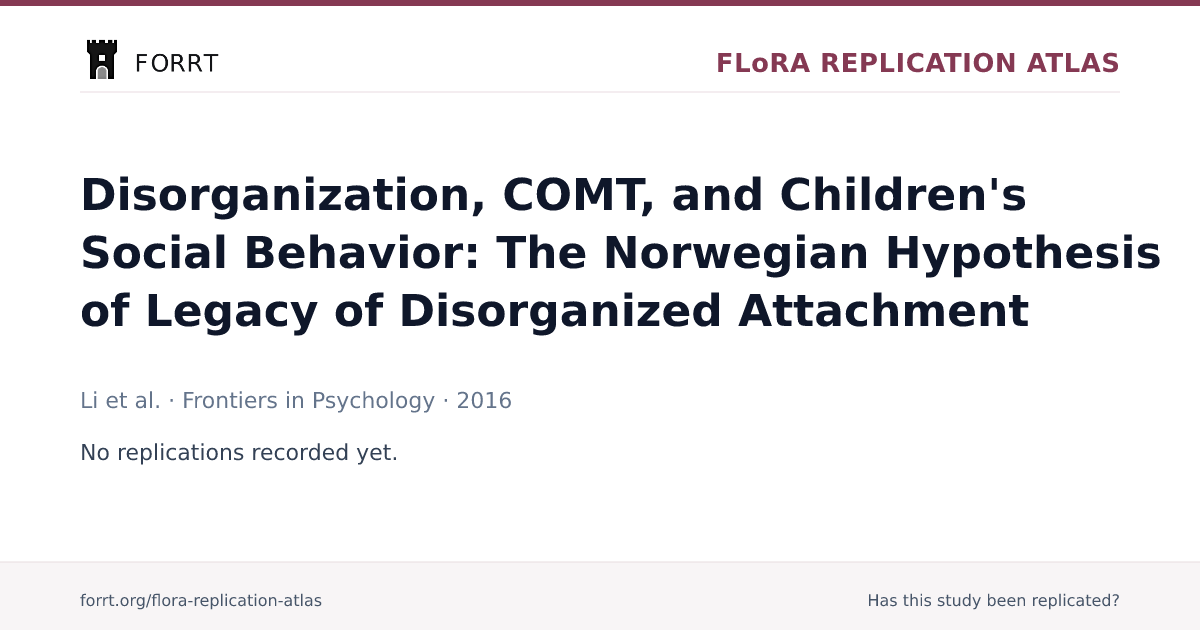 FORRT
FLoRA REPLICATION ATLAS
Disorganization, COMT, and Children's
Social Behavior: The Norwegian Hypothesis
of Legacy of Disorganized Attachment
Li et al. · Frontiers in Psychology · 2016
No replications recorded yet.
forrt.org/flora-replication-atlas
Has this study been replicated?